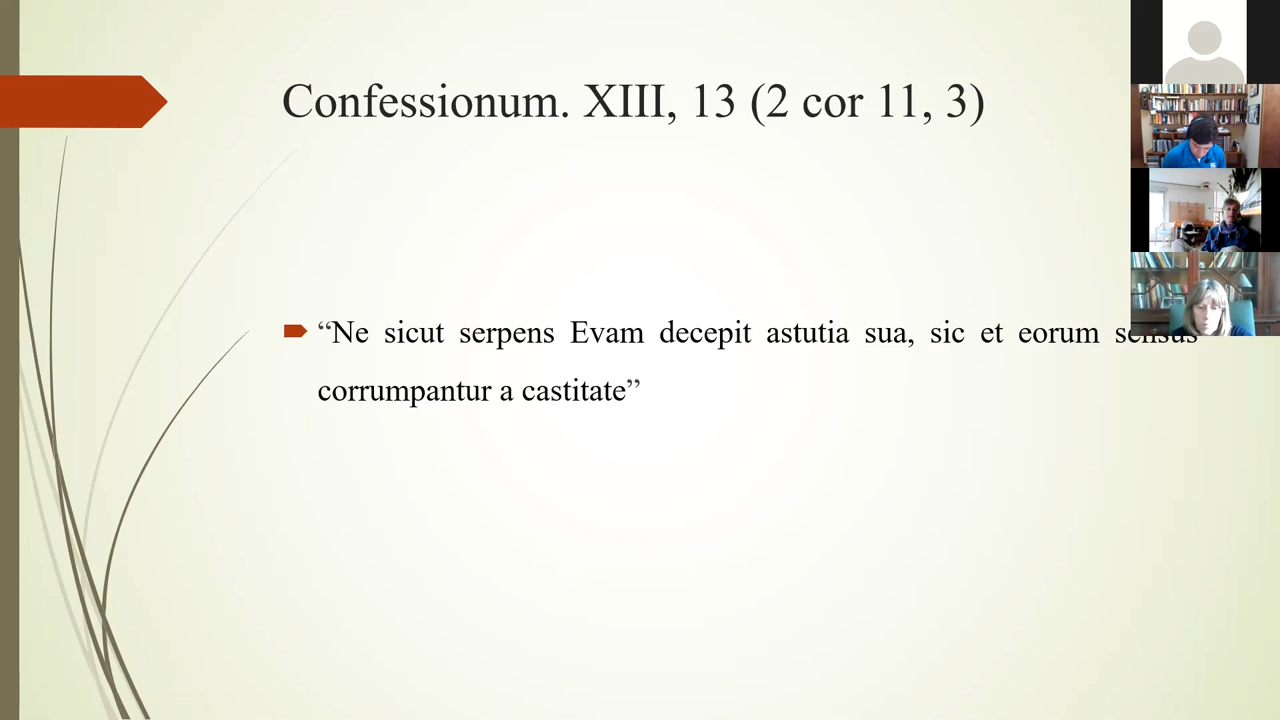 Confessionum. XIII, 13 (2 cor 11, 3)
“Ne sicut serpens Evam decepit astutia sua, sic et eorum sensus
corrumpantur a castitate”